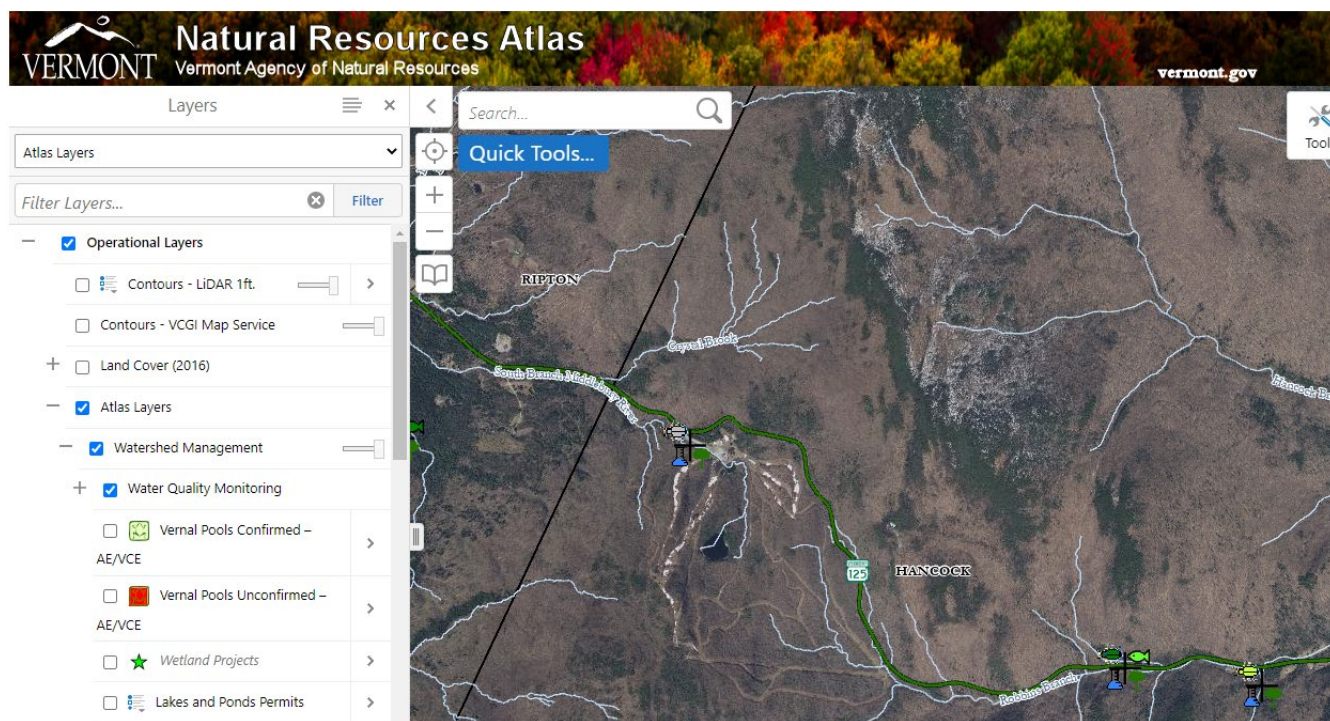 VERMONT
Natural Resources Atlas
Vermont Agency of Natural Resources
vermont.gov
Layers
Atlas Layers
Filter Layers...
Filter
Operational Layers
Contours - LiDAR 1ft.
Contours - VCGI Map Service
Land Cover (2016)
Atlas Layers
Watershed Management
Water Quality Monitoring
Vernal Pools Confirmed –
AE/VCE
Vernal Pools Unconfirmed –
AE/VCE
Wetland Projects
Lakes and Ponds Permits
Search...
Quick Tools...
Tool
RIPTON
Crystal Brook
South Branch Middlebury River
Hancock B
125
HANCOCK
Robbins Branch